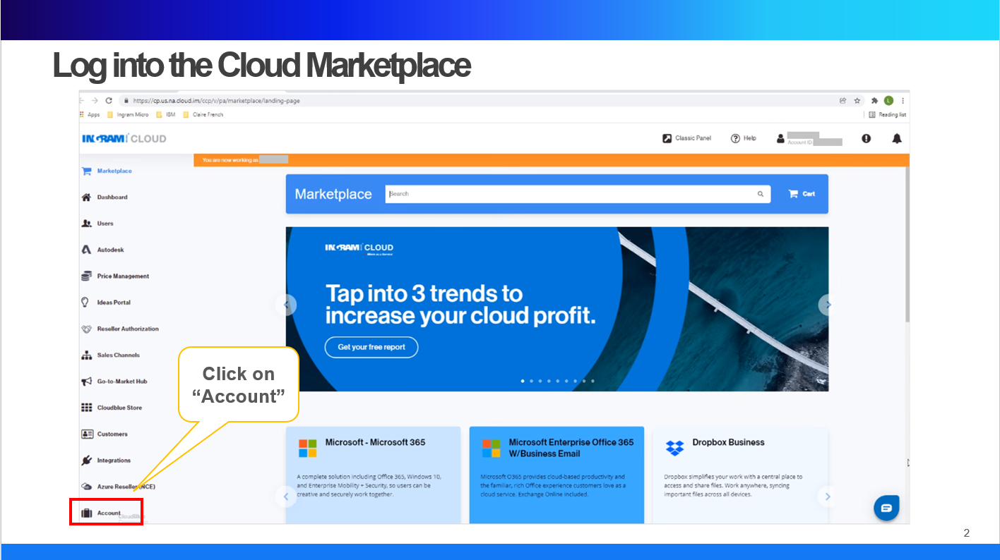 Log into the Cloud Marketplace
https://cp.us.na.cloud.im/ccp/v/pa/marketplace/landing-page
Apps Ingram Micro IBM Claire French
Reading list
INGRAM CLOUD
Classic Panel
Help
Account ID:
You are now working as
Marketplace
Dashboard
Users
Autodesk
Price Management
Ideas Portal
Reseller Authorization
Sales Channels
Go-to-Market Hub
Cloudblue Store
Customers
Integrations
Azure Reseller (NCE)
Account
CloudBlue
Click on
“Account”
Marketplace
Search
Cart
INGRAM CLOUD
Tap into 3 trends to
increase your cloud profit.
Get your free report
Microsoft - Microsoft 365
A complete solution including Office 365, Windows 10,
and Enterprise Mobility + Security, so users can be
creative and securely work together.
Microsoft Enterprise Office 365
W/Business Email
Microsoft O365 provides cloud-based productivity and
the familiar, rich Office experience customers love as a
cloud service. Exchange Online included.
Dropbox Business
Dropbox simplifies your work with a central place to
access and share files. Work anywhere, syncing
important files across all devices.
2